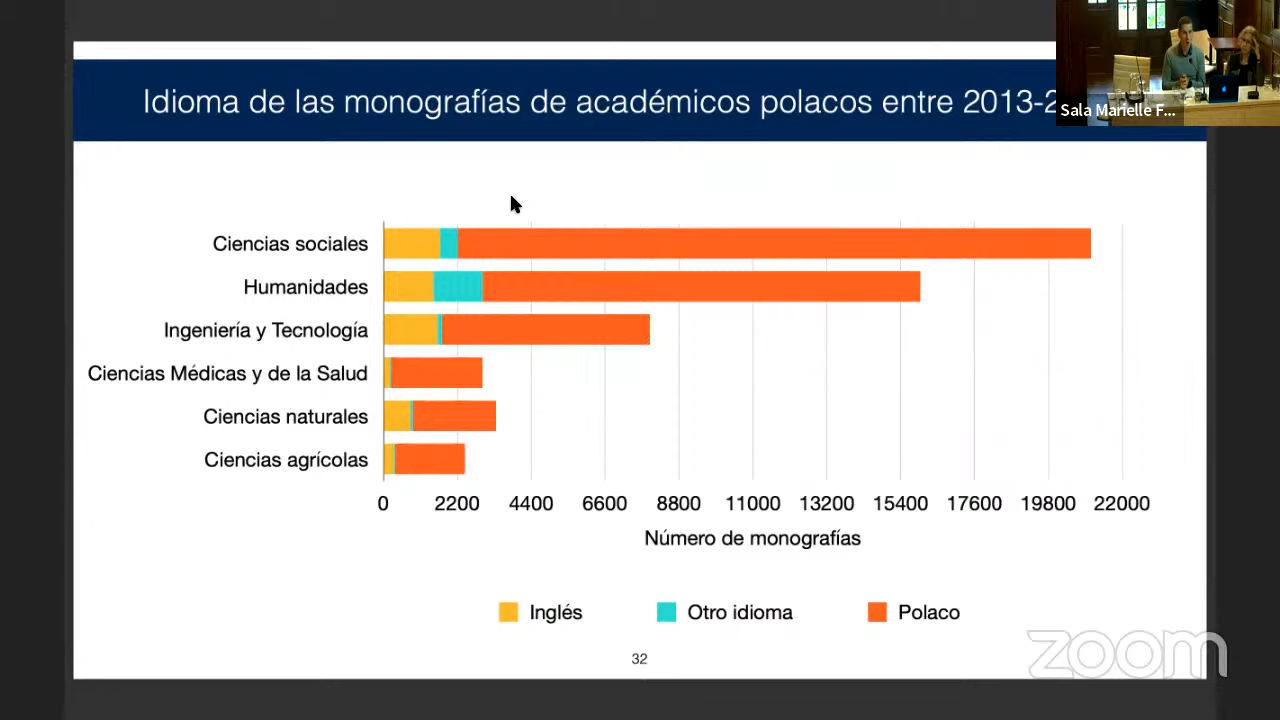 Idioma de las monografías de académicos polacos entre 2013-2
Sala Marielle F...
Ciencias sociales
Humanidades
Ingeniería y Tecnología
Ciencias Médicas y de la Salud
Ciencias naturales
Ciencias agrícolas
0 2200 4400 6600 8800 11000 13200 15400 17600 19800 22000
Número de monografías
Inglés Otro idioma Polaco
32
zoom